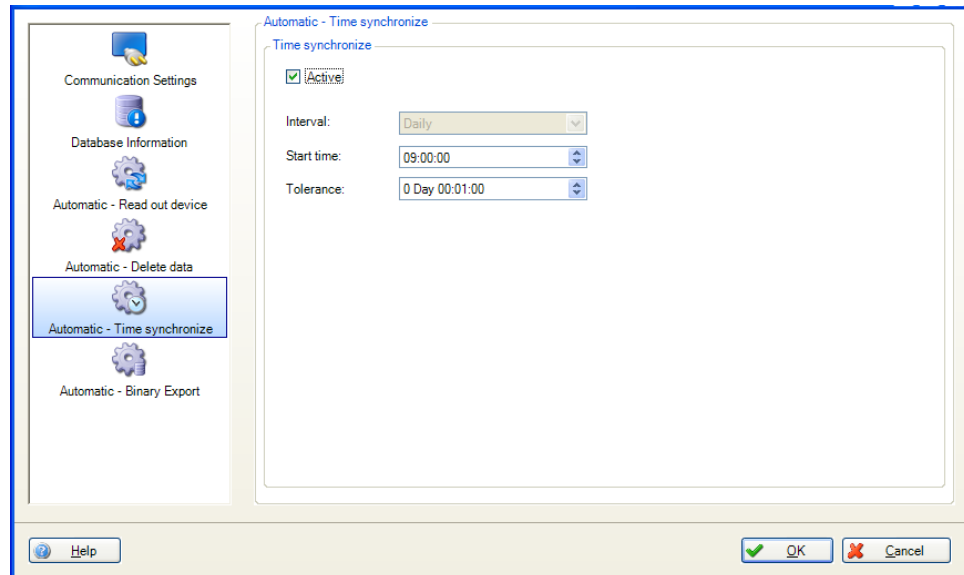 Communication Settings
Database Information
Automatic - Read out device
Automatic - Delete data
Automatic - Time synchronize
Automatic - Binary Export
Automatic - Time synchronize
Time synchronize
Active
Interval: Daily
Start time: 09:00:00
Tolerance: 0 Day 00:01:00
Help
OK
Cancel